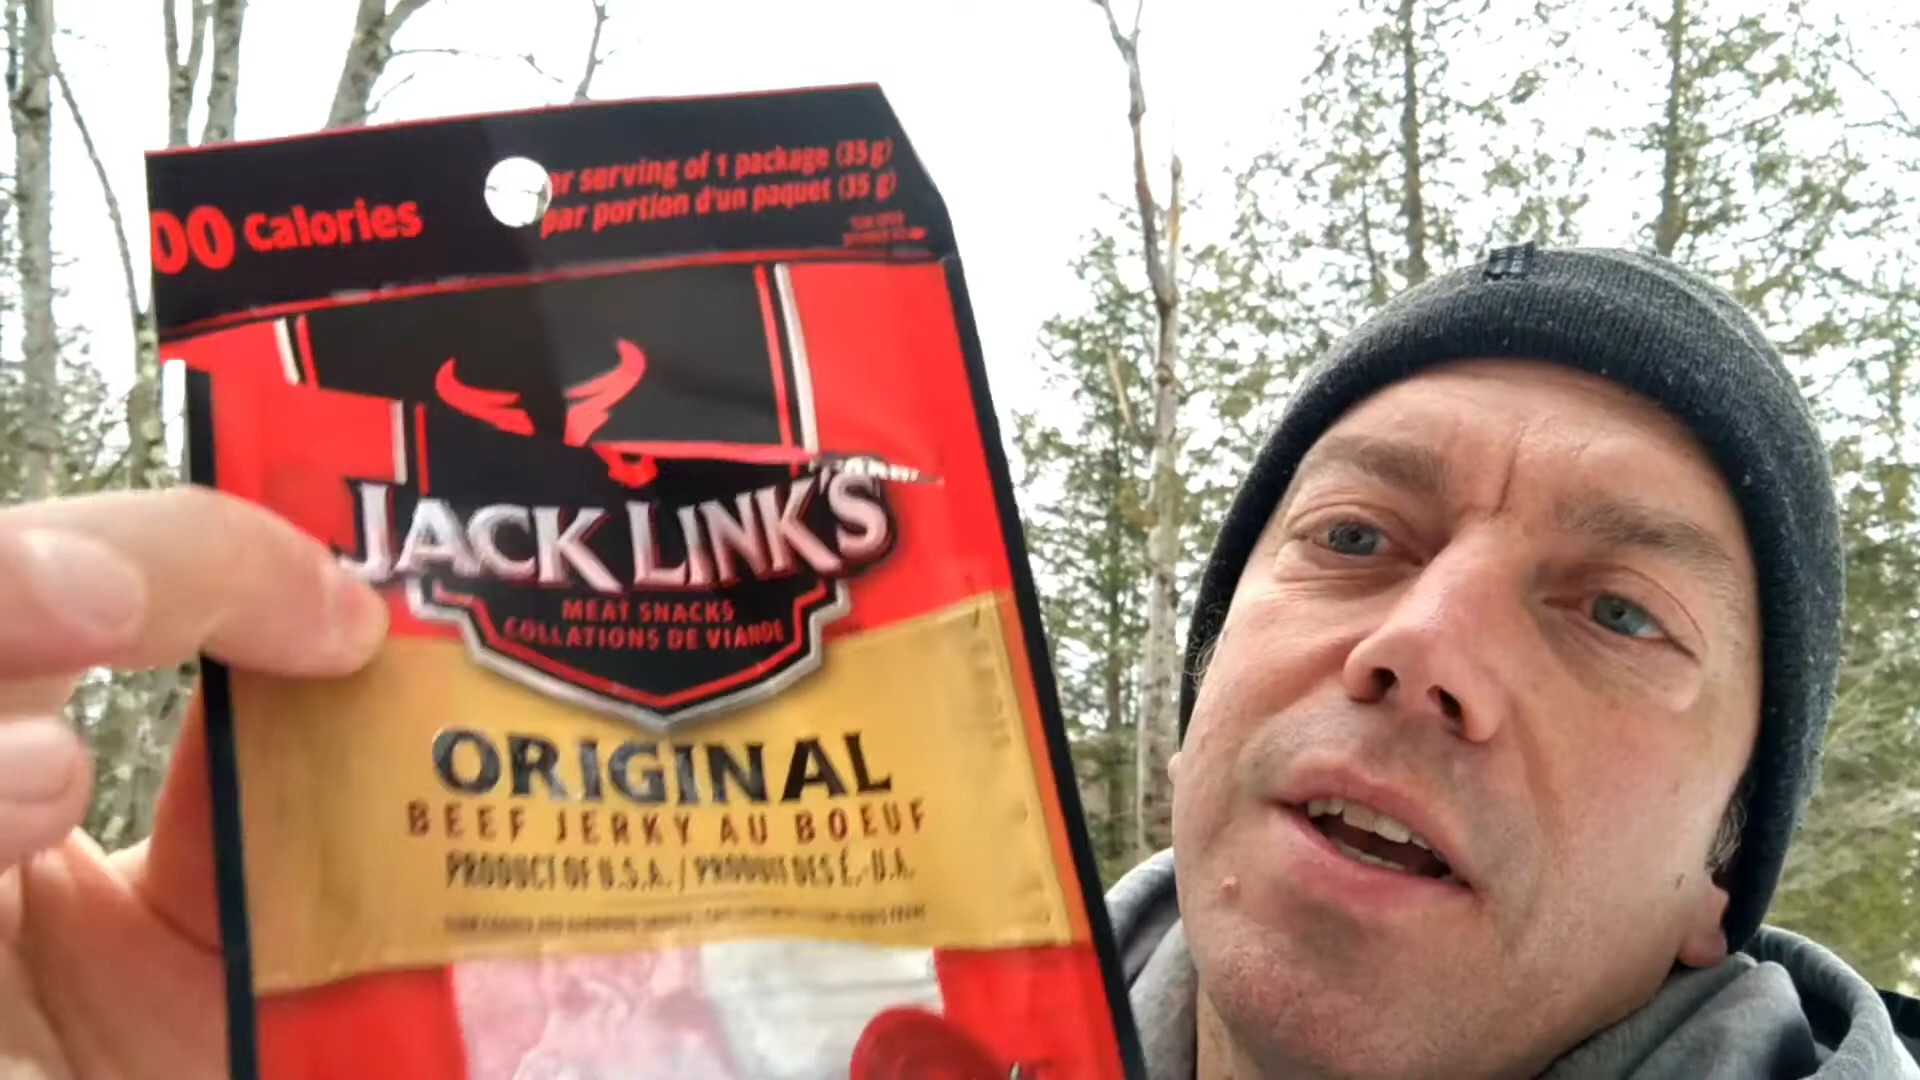 00 Calories
er serving of 1 package (35g)
par portion d'un paquet (35 g)
JACK LINK'S
MEAT SNACKS
COLLATIONS DE VIANDE
ORIGINAL
BEEF JERKY AU BOEUF
PRODUCT OF U.S.A. / PRODUIT DES É.-U.A.